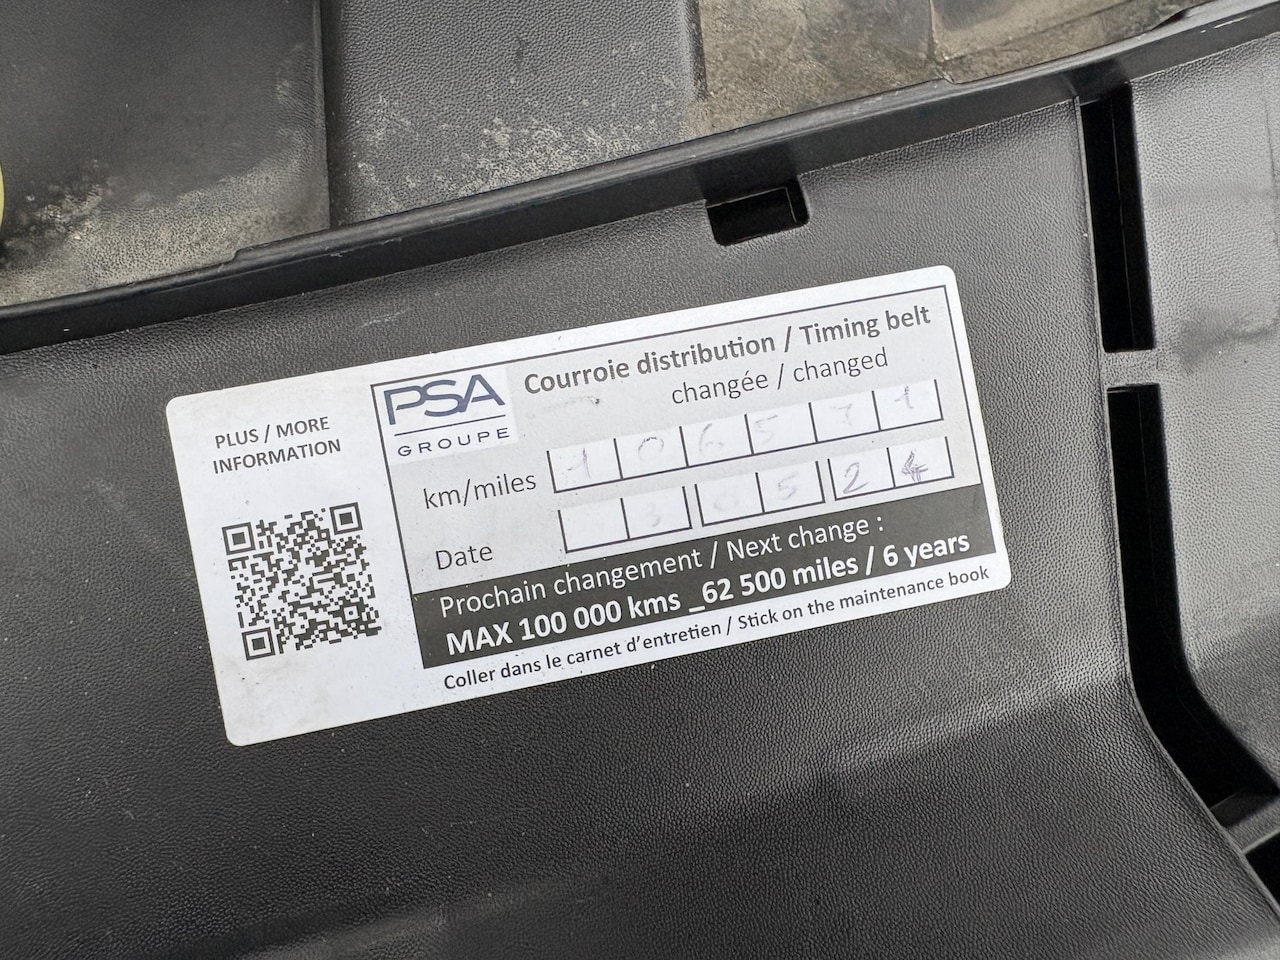 PLUS / MORE
INFORMATION
PSA
GROUPE
Courroie distribution / Timing belt
changée / changed
km/miles 1 0 6 5 7 1
Date 3 0 5 2 4
Prochain changement / Next change :
MAX 100 000 kms _62 500 miles / 6 years
Coller dans le carnet d'entretien / Stick on the maintenance book